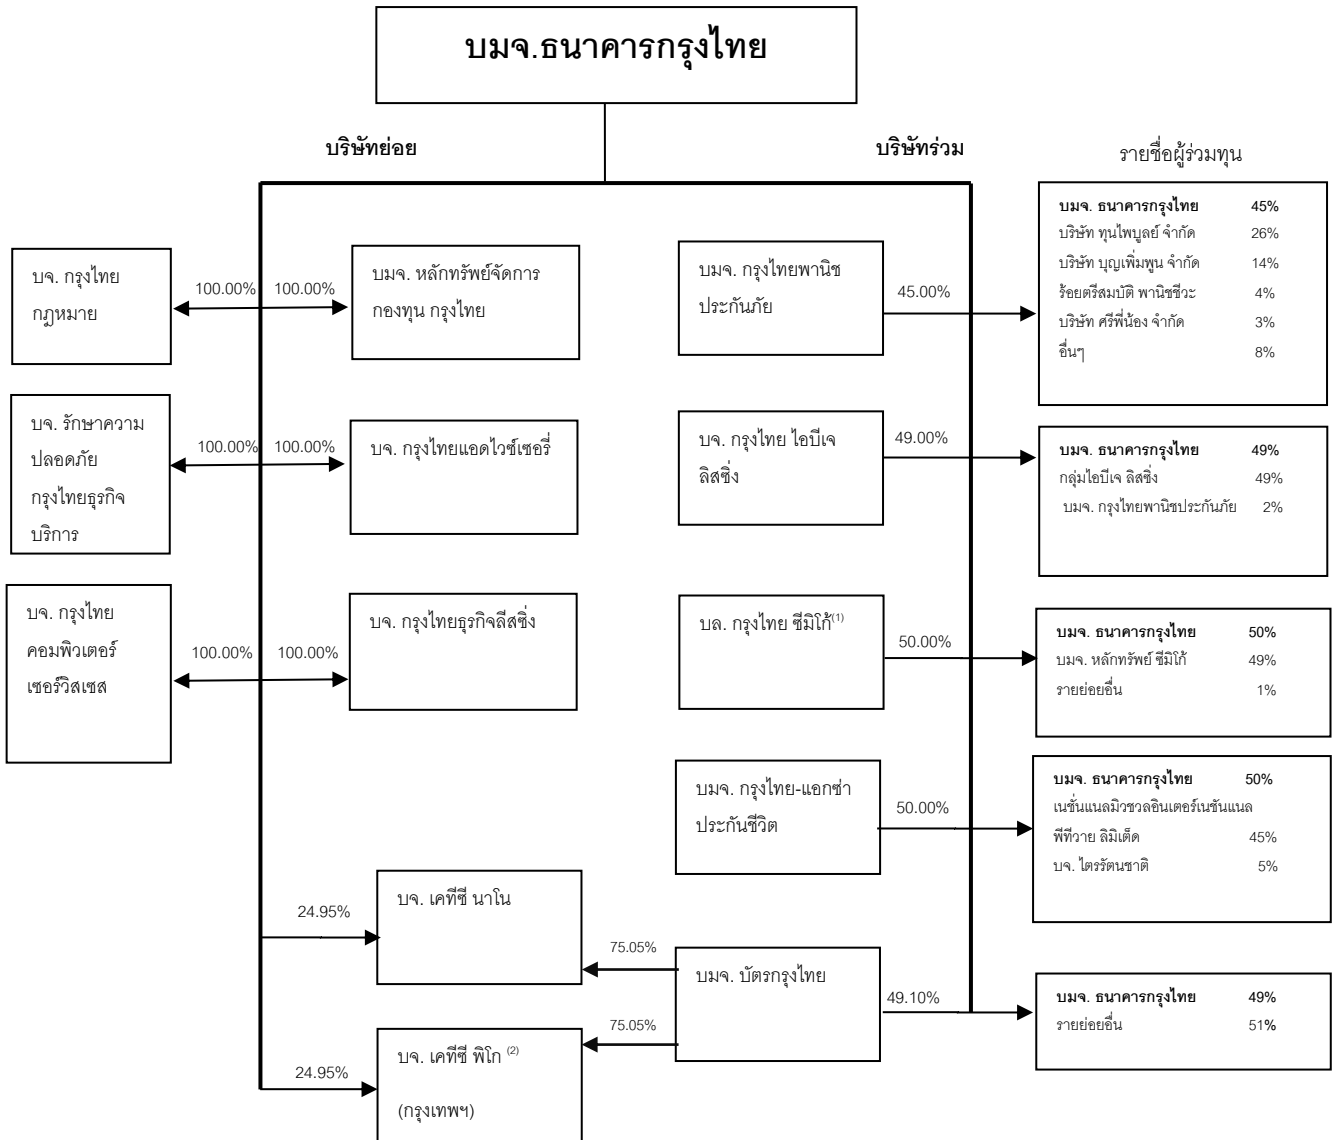 บมจ.ธนาคารกรุงไทย
บริษัทย่อย
บริษัทร่วม
รายชื่อผู้ร่วมทุน
บจ. กรุงไทย
กฎหมาย
100.00%
100.00%
บมจ. หลักทรัพย์จัดการ
กองทุน กรุงไทย
บมจ. กรุงไทยพานิช
ประกันภัย
45.00%
บมจ. ธนาคารกรุงไทย 45%
บริษัท ทุนไพบูลย์ จำกัด 26%
บริษัท บุญเพิ่มพูน จำกัด 14%
ร้อยตรีสมบัติ พานิชชีวะ 4%
บริษัท ศรีพี่น้อง จำกัด 3%
อื่นๆ 8%
บจ. รักษาความ
ปลอดภัย
กรุงไทยธุรกิจ
บริการ
100.00%
100.00%
บจ. กรุงไทยแอดไวซ์เซอรี่
บจ. กรุงไทย ไอบีเจ
ลิสซิ่ง
49.00%
บมจ. ธนาคารกรุงไทย 49%
กลุ่มไอบีเจ ลิสซิ่ง 49%
บมจ. กรุงไทยพานิชประกันภัย 2%
บจ. กรุงไทย
คอมพิวเตอร์
เซอร์วิสเซส
100.00%
100.00%
บจ. กรุงไทยธุรกิจลีสซิ่ง
บล. กรุงไทย ซีมิโก้(1)
50.00%
บมจ. ธนาคารกรุงไทย 50%
บมจ. หลักทรัพย์ ซีมิโก้ 49%
รายย่อยอื่น 1%
บมจ. กรุงไทย-แอกซ่า
ประกันชีวิต
50.00%
บมจ. ธนาคารกรุงไทย 50%
เนชั่นแนลมิวชวลอินเตอร์เนชันแนล
พีทีวาย ลิมิเต็ด 45%
บจ. ไตรรัตนชาติ 5%
24.95%
บจ. เคทีซี นาโน
75.05%
บมจ. บัตรกรุงไทย
49.10%
บมจ. ธนาคารกรุงไทย 49%
รายย่อยอื่น 51%
75.05%
24.95%
บจ. เคทีซี พิโก (2)
(กรุงเทพฯ)